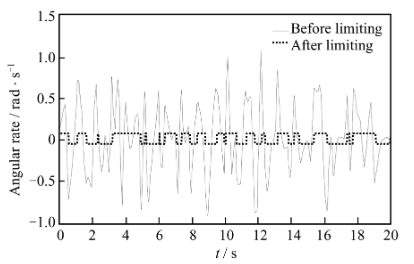 1.5
Before limiting
After limiting
1.0
0.5
0
−0.5
−1.0
Angular rate / rad · s⁻¹
0 2 4 6 8 10 12 14 16 18 20
t / s